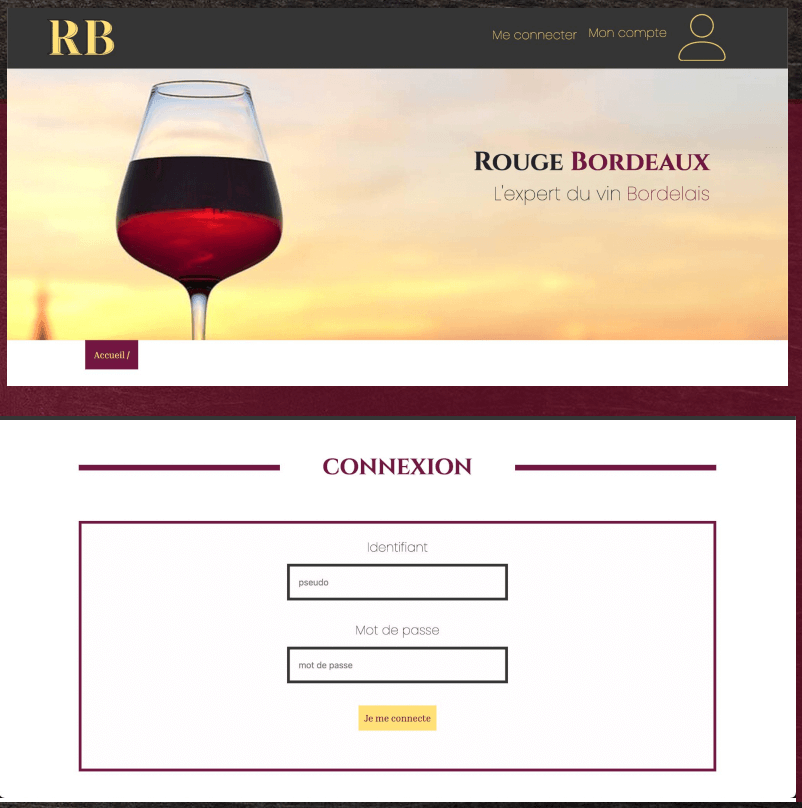 RB
Me connecter Mon compte
Rouge Bordeaux
L'expert du vin Bordelais
Accueil /
CONNEXION
Identifiant
pseudo
Mot de passe
mot de passe
Je me connecte